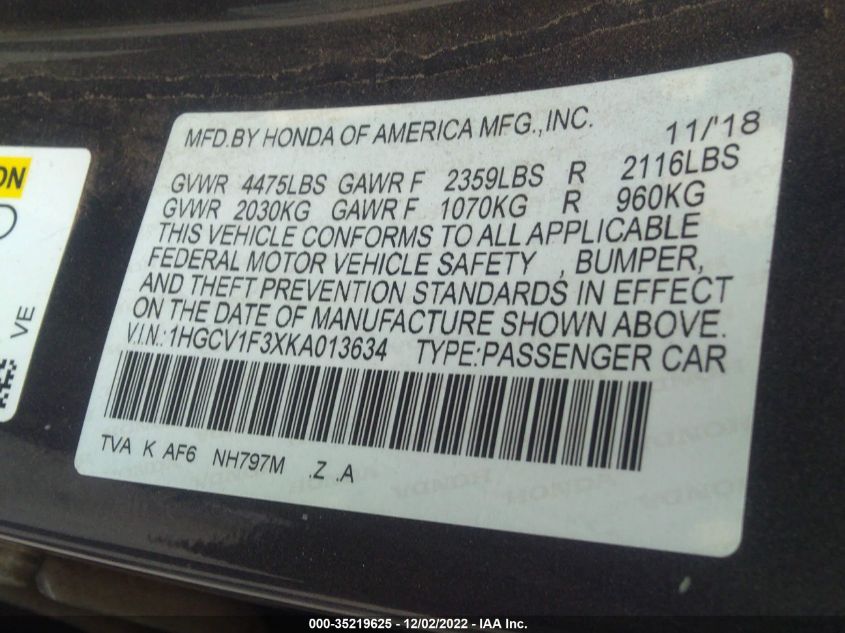 MFD.BY HONDA OF AMERICA MFG.,INC. 11/'18
GVWR 4475LBS GAWR F 2359LBS R 2116LBS
GVWR 2030KG GAWR F 1070KG R 960KG
THIS VEHICLE CONFORMS TO ALL APPLICABLE
FEDERAL MOTOR VEHICLE SAFETY , BUMPER,
AND THEFT PREVENTION STANDARDS IN EFFECT
ON THE DATE OF MANUFACTURE SHOWN ABOVE.
V.I.N.:1HGCV1F3XKA013634 TYPE:PASSENGER CAR
TVA K AF6 NH797M .Z .A
VE
000-35219625 - 12/02/2022 - IAA Inc.